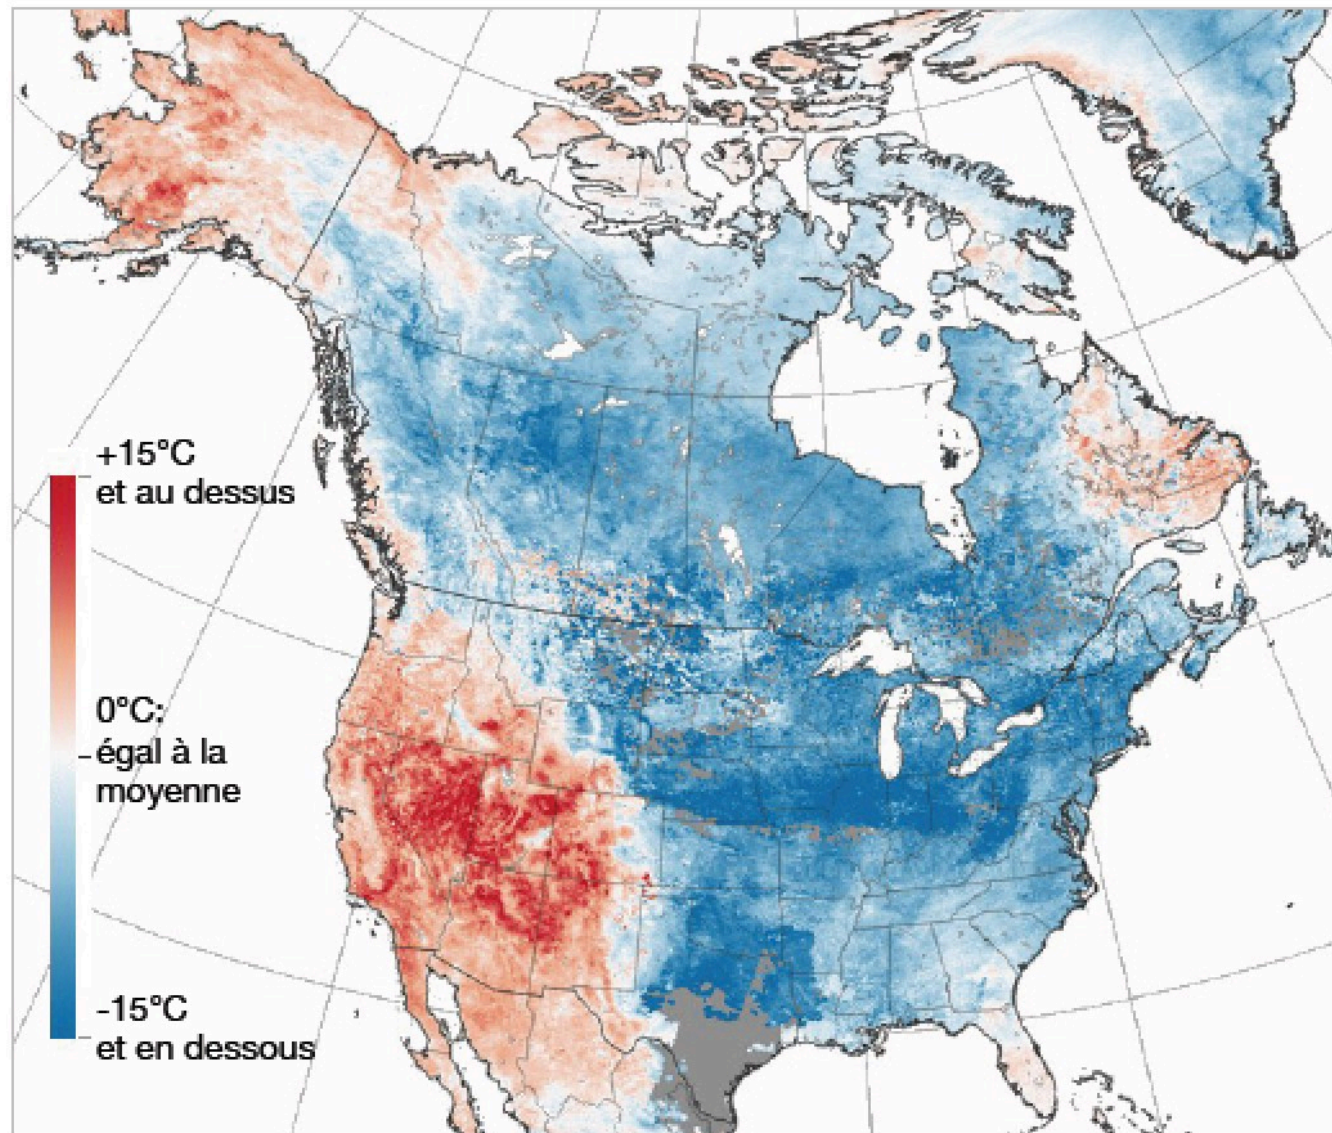 +15°C
et au dessus
0°C:
égal à la
moyenne
-15°C
et en dessous